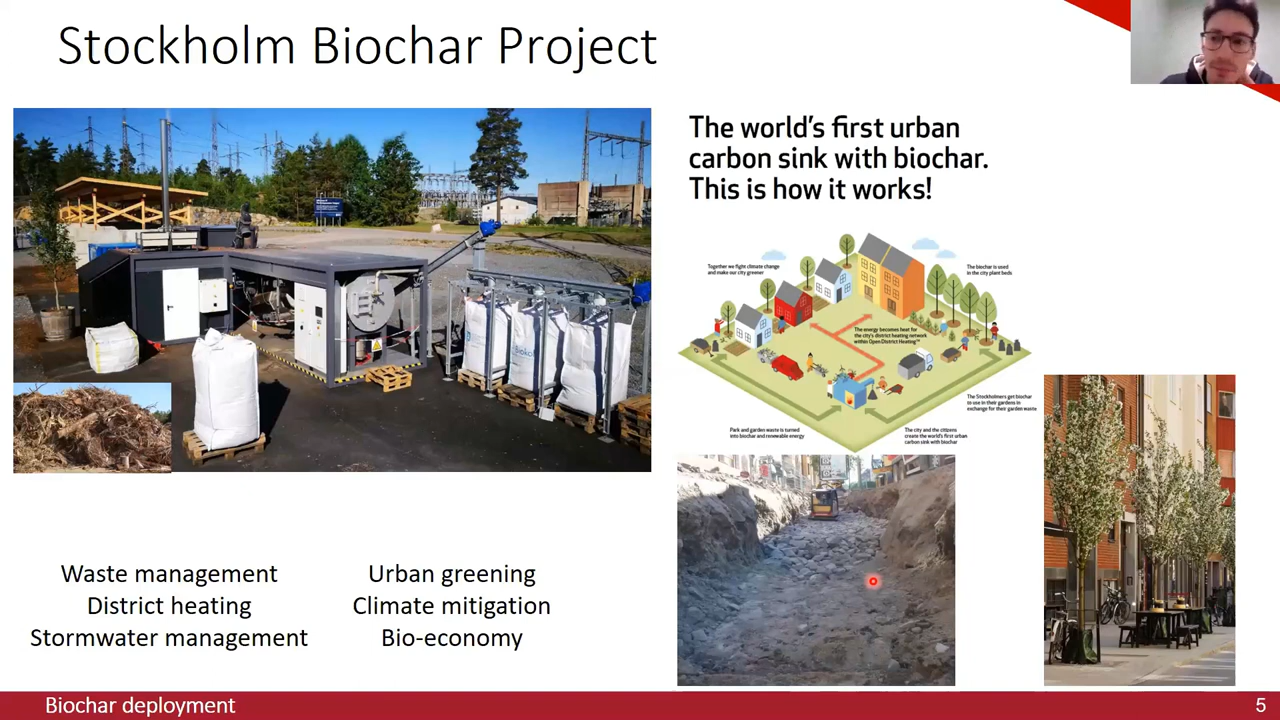 Stockholm Biochar Project
The world's first urban
carbon sink with biochar.
This is how it works!
Together we fight climate change
and make our city greener
The biochar is used
in the city plant beds
The energy becomes heat for
the city's district heating network
within Open District Heating™
The Stockholmers get biochar
to use in their gardens in
exchange for their garden waste
Park and garden waste is turned
into biochar and renewable energy
The city and the citizens
create the world's first urban
carbon sink with biochar
Waste management
District heating
Stormwater management
Urban greening
Climate mitigation
Bio-economy
Biochar deployment
5